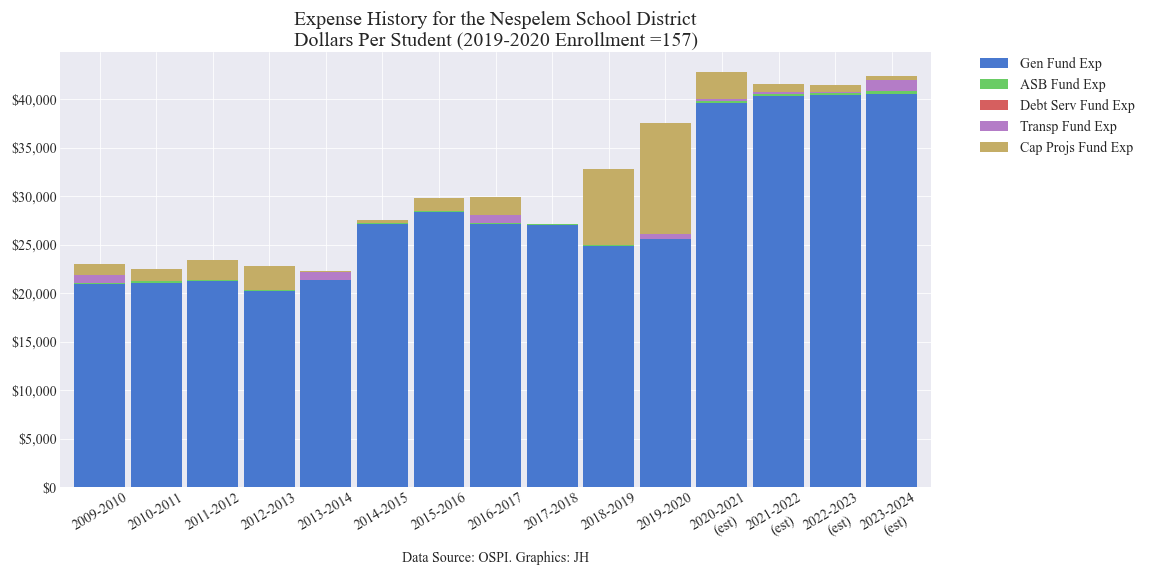 Expense History for the Nespelem School District
Dollars Per Student (2019-2020 Enrollment =157)
Gen Fund Exp
ASB Fund Exp
Debt Serv Fund Exp
Transp Fund Exp
Cap Projs Fund Exp
$40,000
$35,000
$30,000
$25,000
$20,000
$15,000
$10,000
$5,000
$0
2009-2010
2010-2011
2011-2012
2012-2013
2013-2014
2014-2015
2015-2016
2016-2017
2017-2018
2018-2019
2019-2020
2020-2021
(est)
2021-2022
(est)
2022-2023
(est)
2023-2024
(est)
Data Source: OSPI. Graphics: JH